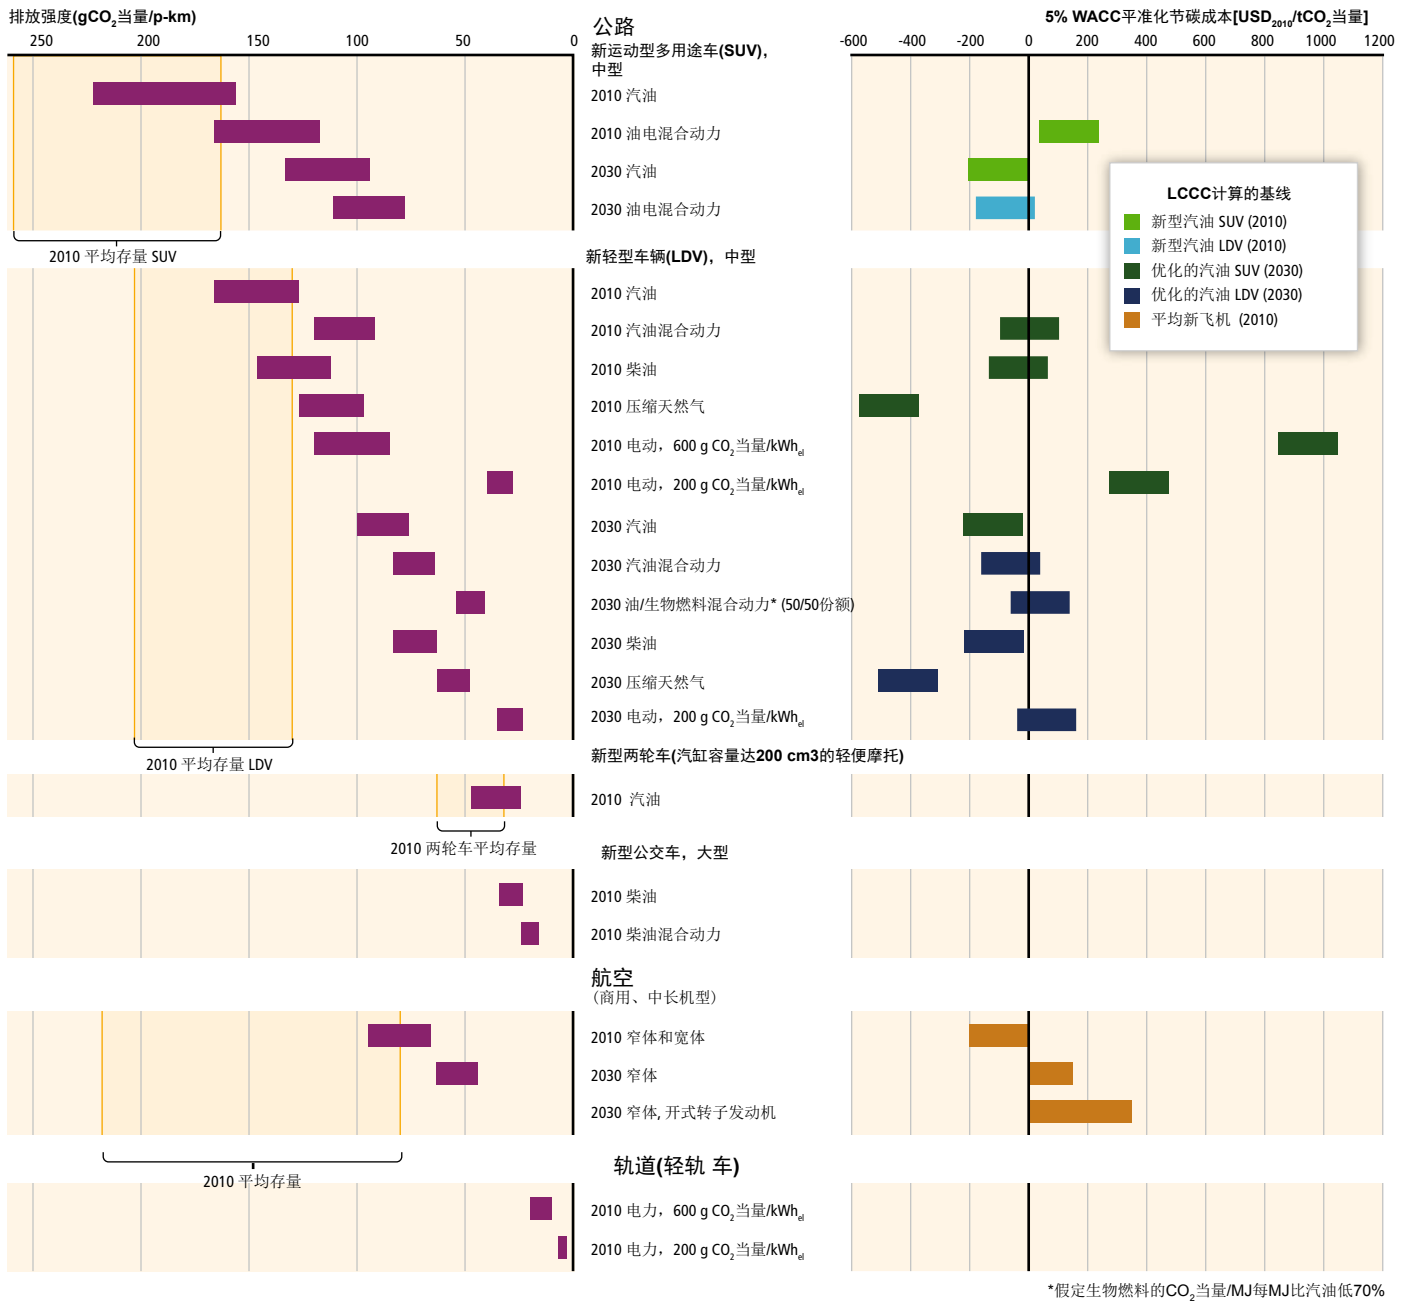 排放强度(gCO2当量/p-km)
公路
5% WACC平准化节碳成本[USD2010/tCO2当量]
250 200 150 100 50 0
-600 -400 -200 0 200 400 600 800 1000 1200
新运动型多用途车(SUV),
中型
2010 汽油
2010 油电混合动力
2030 汽油
2030 油电混合动力
LCCC计算的基线
新型汽油 SUV (2010)
新型汽油 LDV (2010)
优化的汽油 SUV (2030)
优化的汽油 LDV (2030)
平均新飞机 (2010)
2010 平均存量 SUV
新轻型车辆(LDV), 中型
2010 汽油
2010 汽油混合动力
2010 柴油
2010 压缩天然气
2010 电动，600 g CO2当量/kWhel
2010 电动，200 g CO2当量/kWhel
2030 汽油
2030 汽油混合动力
2030 油/生物燃料混合动力* (50/50份额)
2030 柴油
2030 压缩天然气
2030 电动，200 g CO2当量/kWhel
2010 平均存量 LDV
新型两轮车(汽缸容量达200 cm3的轻便摩托)
2010 汽油
2010 两轮车平均存量
新型公交车，大型
2010 柴油
2010 柴油混合动力
航空
(商用、中长机型)
2010 窄体和宽体
2030 窄体
2030 窄体, 开式转子发动机
2010 平均存量
轨道(轻轨 车)
2010 电力，600 g CO2当量/kWhel
2010 电力，200 g CO2当量/kWhel
*假定生物燃料的CO2当量/MJ每MJ比汽油低70%